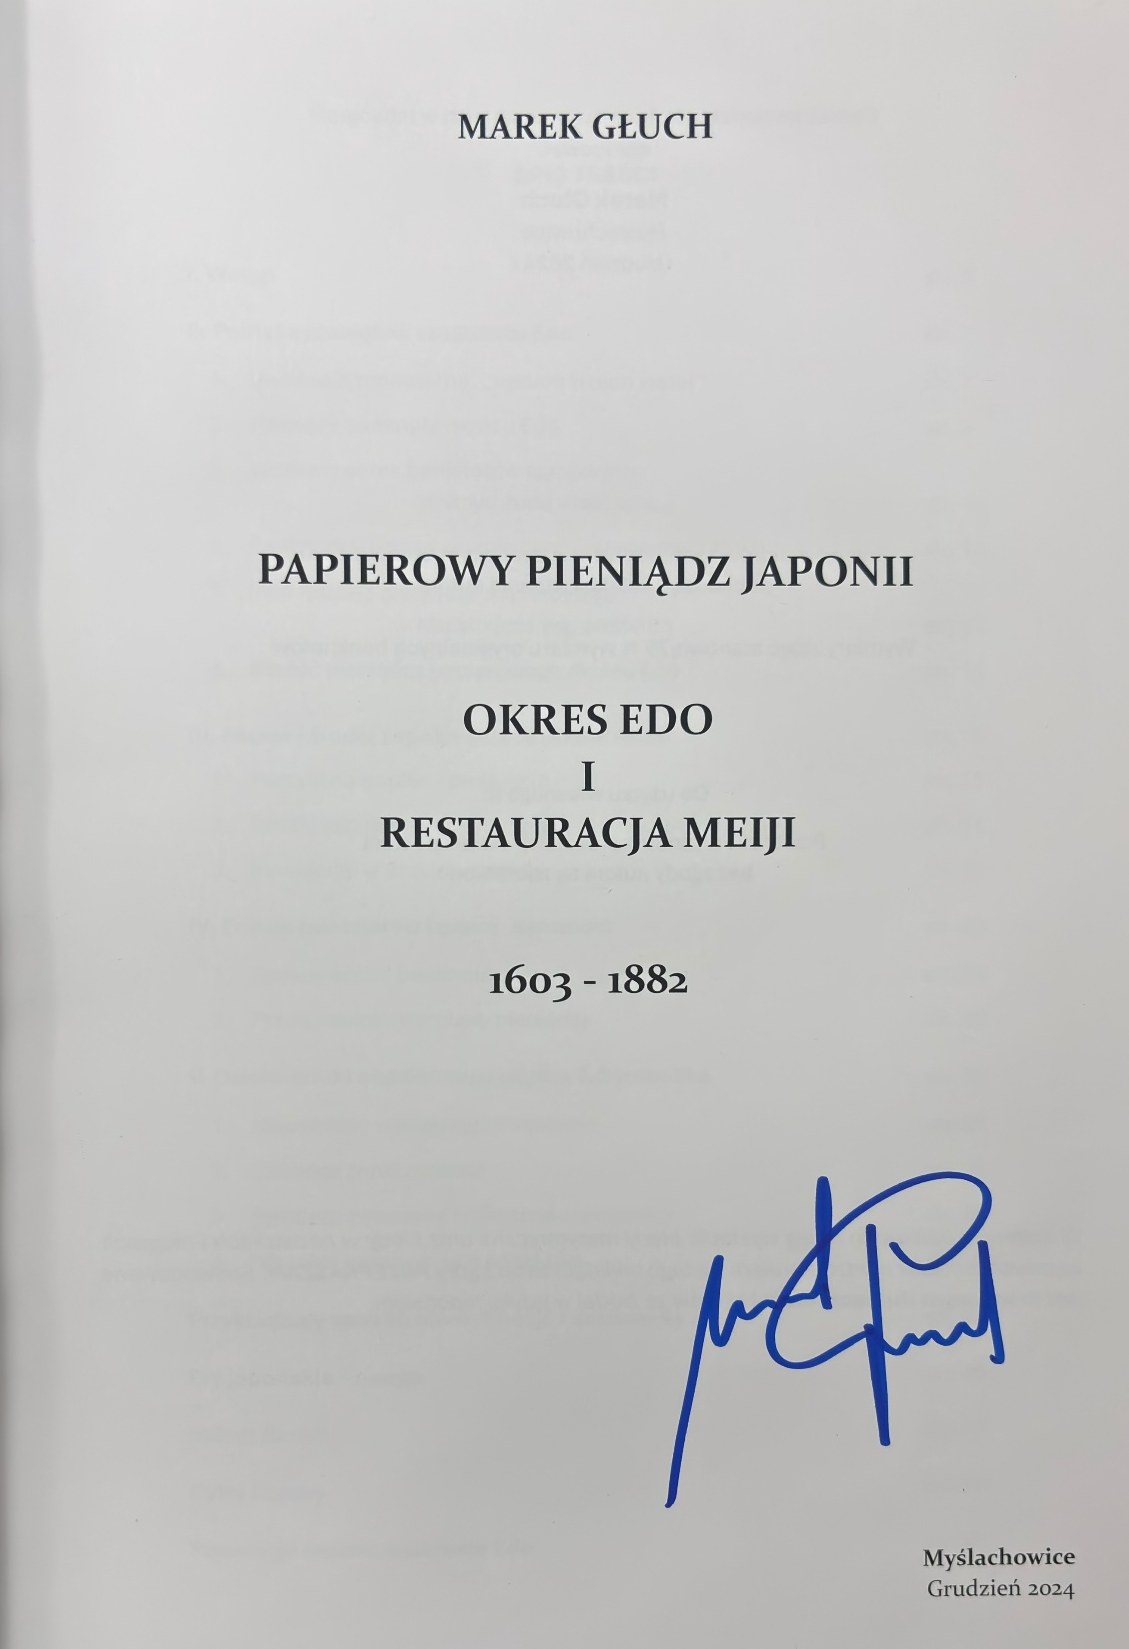 MAREK GŁUCH
PAPIEROWY PIENIĄDZ JAPONII
OKRES EDO
I
RESTAURACJA MEIJI
1603 - 1882
Myślachowice
Grudzień 2024